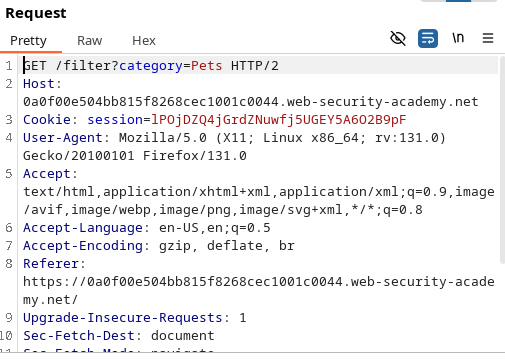 Request
Pretty Raw Hex
\n
1 GET /filter?category=Pets HTTP/2
2 Host:
0a0f00e504bb815f8268cec1001c0044.web-security-academy.net
3 Cookie: session=lPOjDZQ4jGrdZNuwfj5UGEY5A6O2B9pF
4 User-Agent: Mozilla/5.0 (X11; Linux x86_64; rv:131.0)
Gecko/20100101 Firefox/131.0
5 Accept:
text/html,application/xhtml+xml,application/xml;q=0.9,image
/avif,image/webp,image/png,image/svg+xml,*/*;q=0.8
6 Accept-Language: en-US,en;q=0.5
7 Accept-Encoding: gzip, deflate, br
8 Referer:
https://0a0f00e504bb815f8268cec1001c0044.web-security-acade
my.net/
9 Upgrade-Insecure-Requests: 1
10 Sec-Fetch-Dest: document